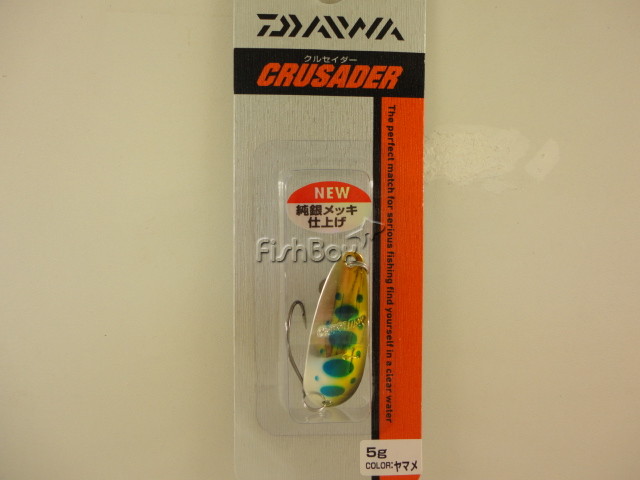 DAIWA
クルセイダー
CRUSADER
The perfect match for serious fishing find yourself in a clear water
NEW
純銀メッキ
仕上げ
FishBoy
5g
COLOR:ヤマメ